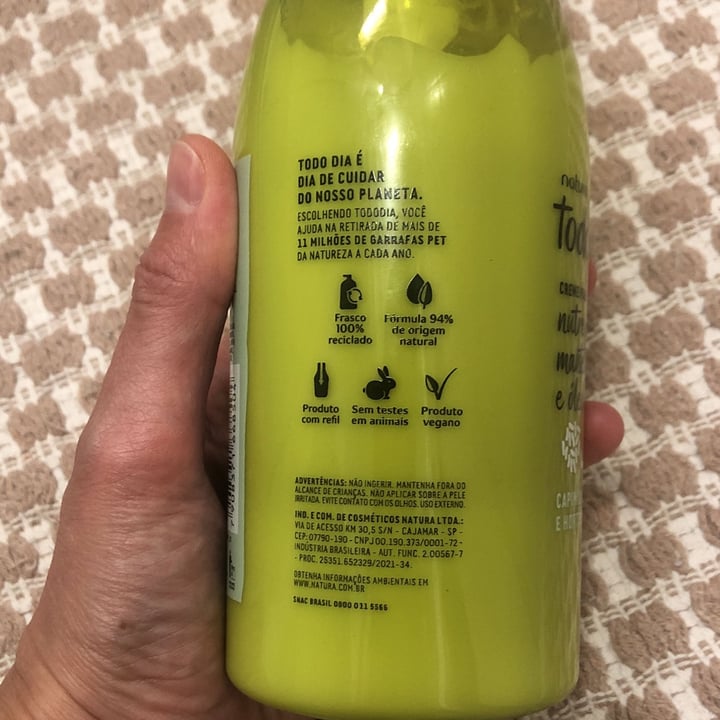 TODO DIA É
DIA DE CUIDAR
DO NOSSO PLANETA.
ESCOLHENDO TODODIA, VOCÊ
AJUDA NA RETIRADA DE MAIS DE
11 MILHÕES DE GARRAFAS PET
DA NATUREZA A CADA ANO.
Frasco
100%
reciclado
Fórmula 94%
de origem
natural
Produto
com refil
Sem testes
em animais
Produto
vegano
ADVERTÊNCIAS: NÃO INGERIR. MANTENHA FORA DO
ALCANCE DE CRIANÇAS. NÃO APLICAR SOBRE A PELE
IRRITADA. EVITE CONTATO COM OS OLHOS. USO EXTERNO.
IND. E COM. DE COSMÉTICOS NATURA LTDA.:
VIA DE ACESSO KM 30,5 S/N - CAJAMAR - SP -
CEP: 07790-190 - CNPJ 00.190.373/0001-72 -
INDÚSTRIA BRASILEIRA - AUT. FUNC. 2.00567-7
- PROC. 25351.652329/2021-34.
OBTENHA INFORMAÇÕES AMBIENTAIS EM
WWW.NATURA.COM.BR
SNAC BRASIL 0800 011 5566